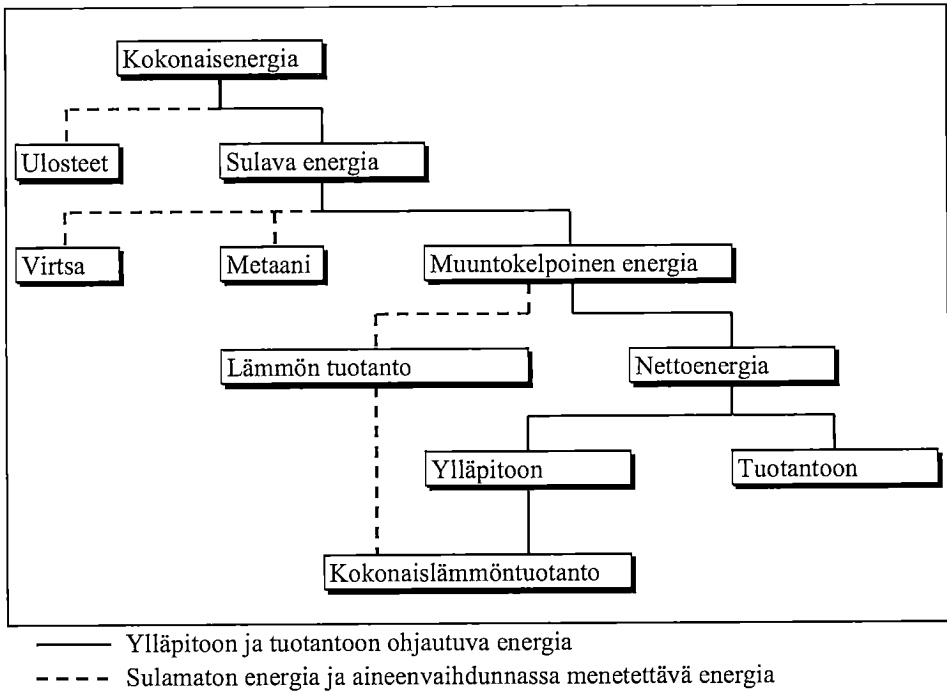 Kokonaisenergia
Ulosteet
Sulava energia
Virtsa
Metaani
Muuntokelpoinen energia
Lämmön tuotanto
Nettoenergia
Ylläpitoon
Tuotantoon
Kokonaislämmöntuotanto
Ylläpitoon ja tuotantoon ohjautuva energia
Sulamaton energia ja aineenvaihdunnassa menetettävä energia